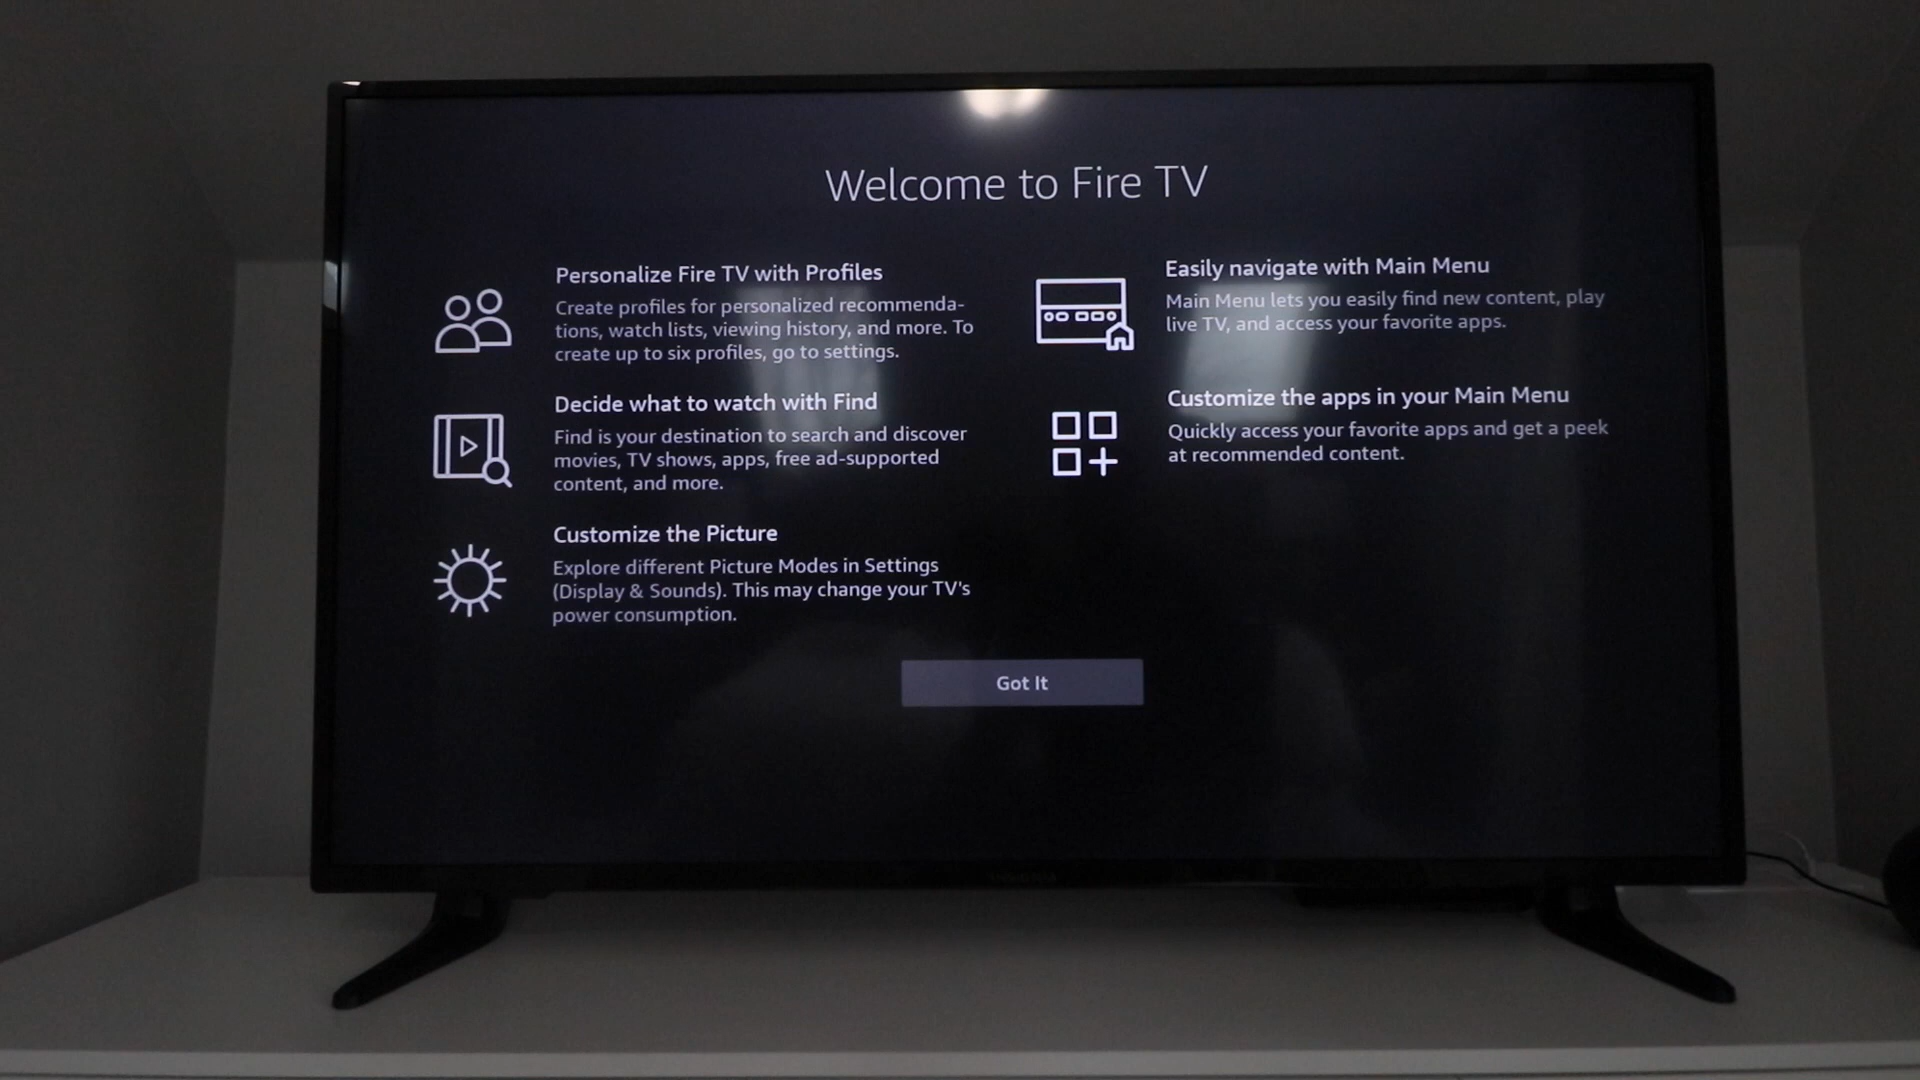 Welcome to Fire TV
Personalize Fire TV with Profiles
Create profiles for personalized recommenda-
tions, watch lists, viewing history, and more. To
create up to six profiles, go to settings.
Decide what to watch with Find
Find is your destination to search and discover
movies, TV shows, apps, free ad-supported
content, and more.
Customize the Picture
Explore different Picture Modes in Settings
(Display & Sounds). This may change your TV's
power consumption.
Easily navigate with Main Menu
Main Menu lets you easily find new content, play
live TV, and access your favorite apps.
Customize the apps in your Main Menu
Quickly access your favorite apps and get a peek
at recommended content.
Got It